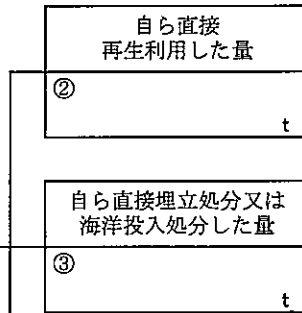 自ら直接
再生利用した量
②
t
自ら直接埋立処分又は
海洋投入処分した量
③
t